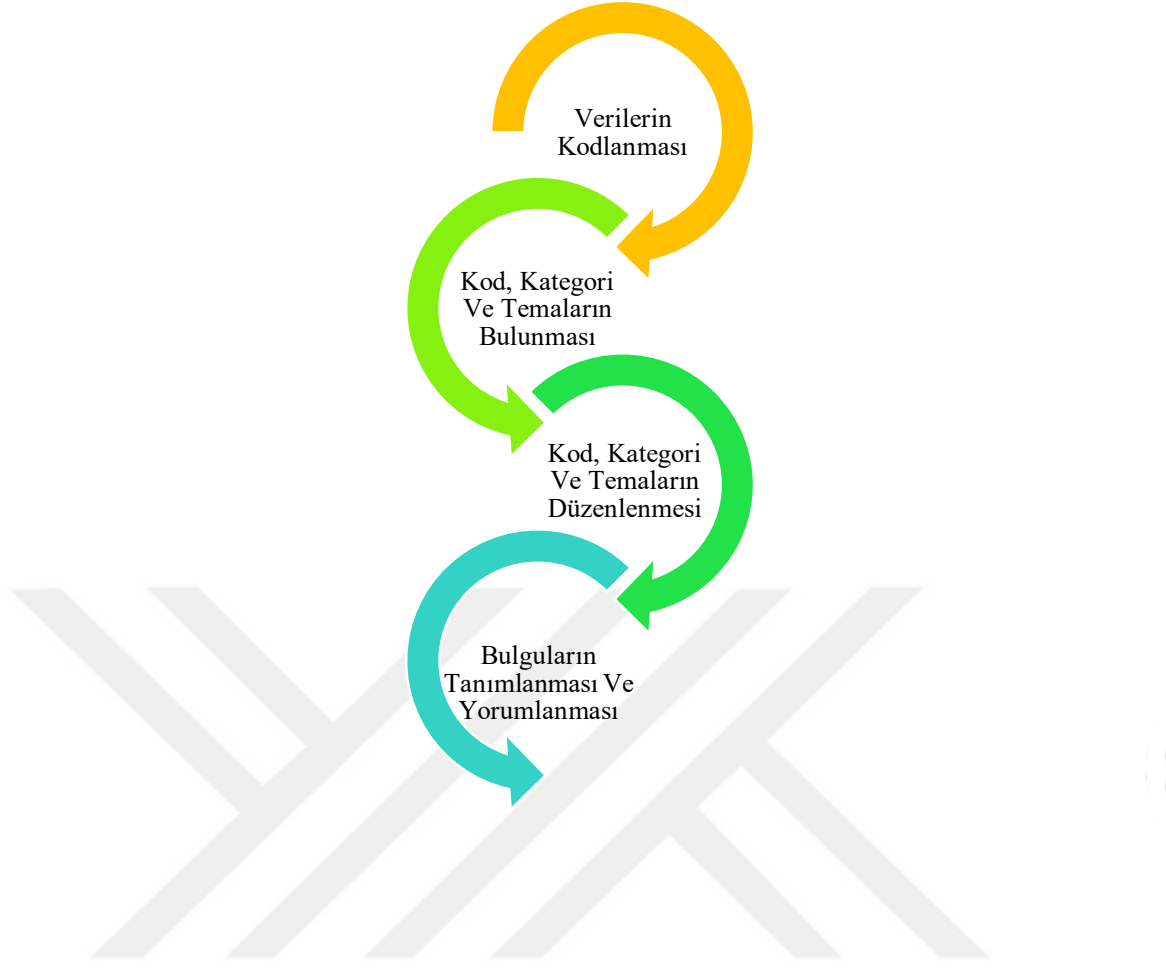 Verilerin
Kodlanması
Kod, Kategori
Ve Temaların
Bulunması
Kod, Kategori
Ve Temaların
Düzenlenmesi
Bulguların
Tanımlanması Ve
Yorumlanması